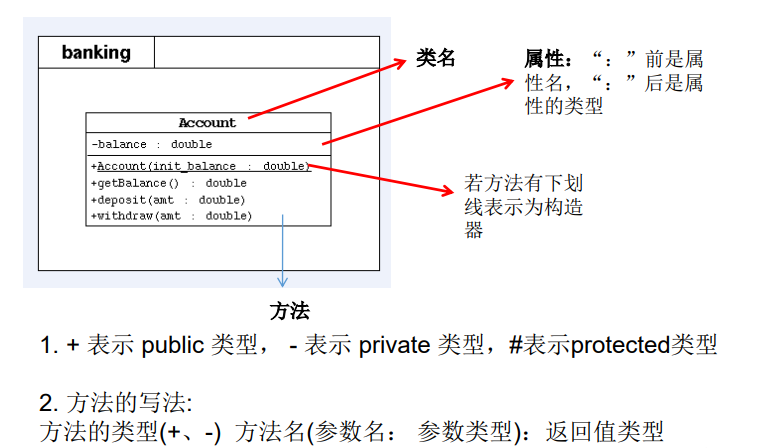 banking
类名
属性：“：”前是属
性名，“：”后是属
性的类型
Account
-balance : double
+Account(init_balance : double)
+getBalance() : double
+deposit(amt : double)
+withdraw(amt : double)
若方法有下划
线表示为构造
器
方法
1. + 表示 public 类型， - 表示 private 类型，#表示protected类型
2. 方法的写法:
方法的类型(+、-) 方法名(参数名： 参数类型)：返回值类型